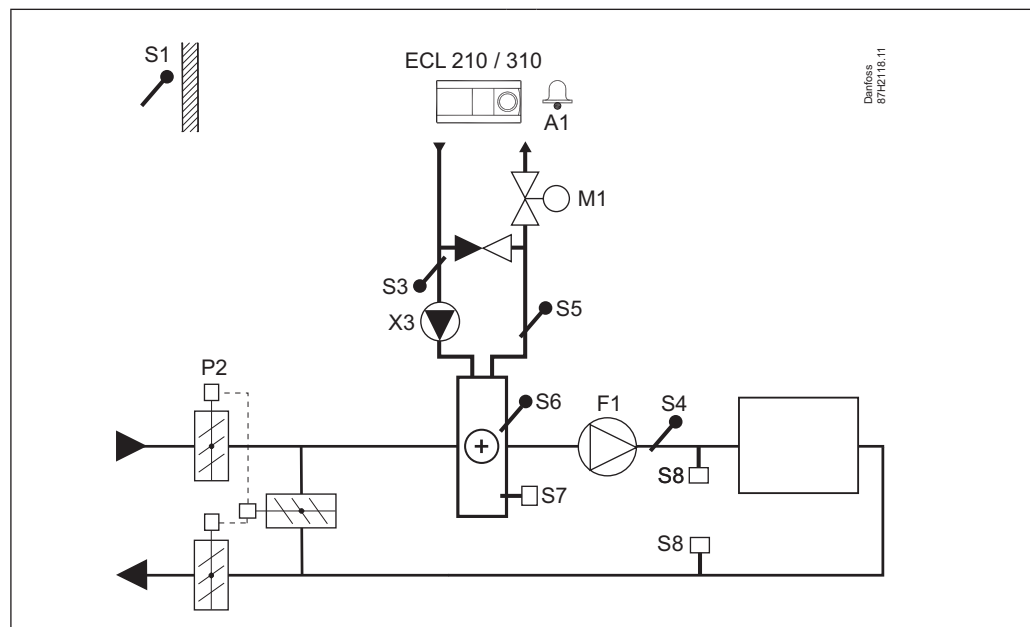 S1
ECL 210 / 310
A1
Danfoss
87H2118.11
M1
S3
S5
X3
P2
S6
F1
S4
S8
S7
S8